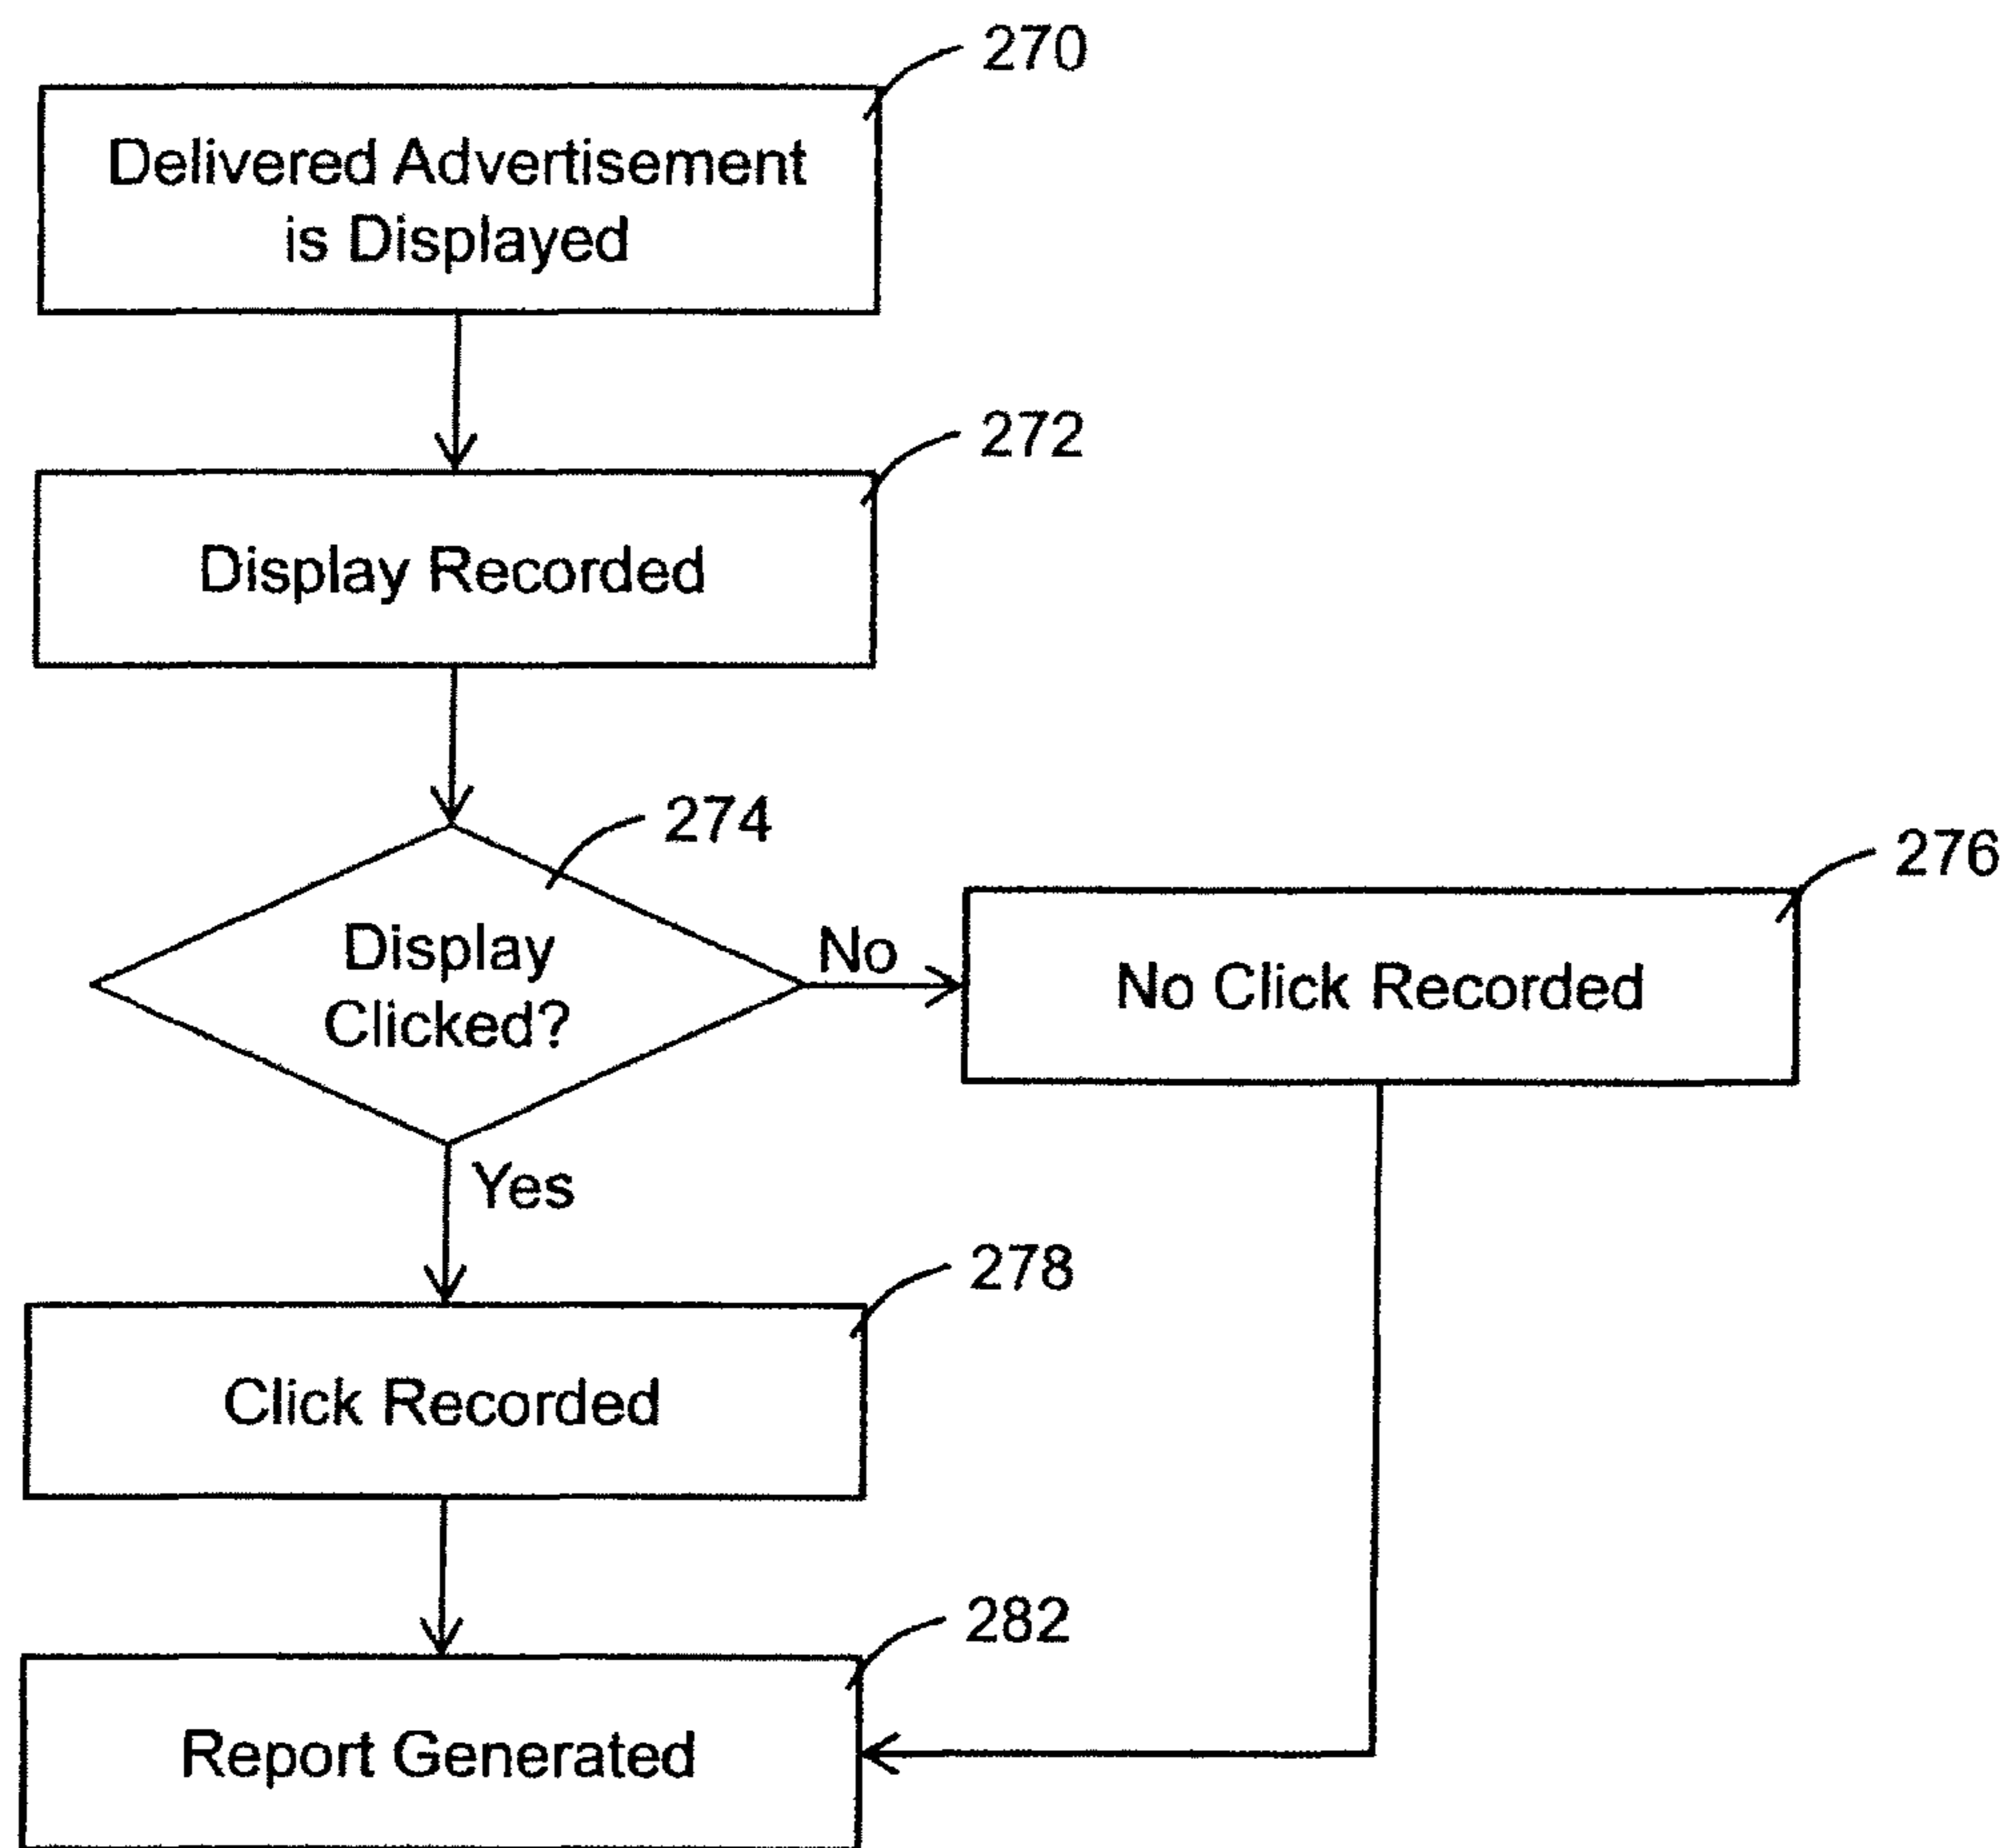 270
Delivered Advertisement
is Displayed
272
Display Recorded
274
Display
Clicked?
No
276
No Click Recorded
Yes
278
Click Recorded
282
Report Generated